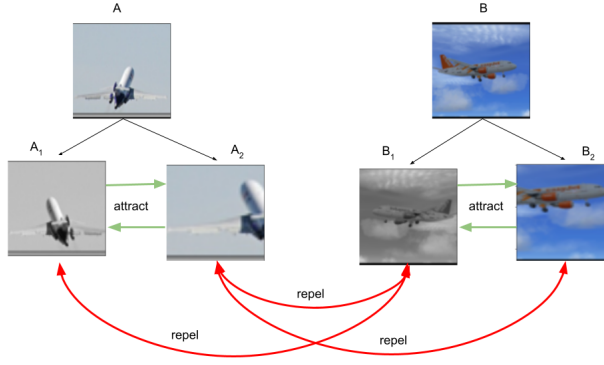 A
B
A₁
A₂
B₁
B₂
attract
attract
repel
repel
repel